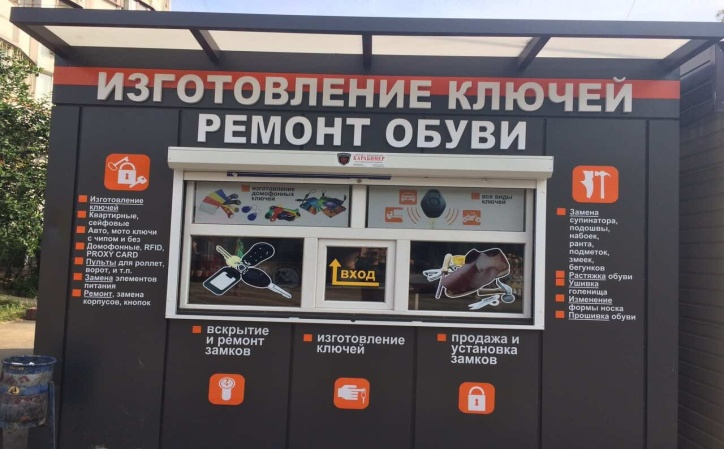 ИЗГОТОВЛЕНИЕ КЛЮЧЕЙ
РЕМОНТ ОБУВИ
КАРАБИНЕР
изготовление
домофонных
ключей
все виды
ключей
Изготовление
ключей
Квартирные,
сейфовые
Авто, мото ключи
с чипом и без
Домофонные, RFID,
PROXY CARD
Пульты для роллет,
ворот, и т.п.
Замена элементов
питания
Ремонт, замена
корпусов, кнопок
ВХОД
Замена
супинатора,
подошвы,
набоек,
ранта,
подметок,
змеек,
бегунков
Растяжка обуви
Ушивка
голенища
Изменение
формы носка
Прошивка обуви
вскрытие
и ремонт
замков
изготовление
ключей
продажа и
установка
замков